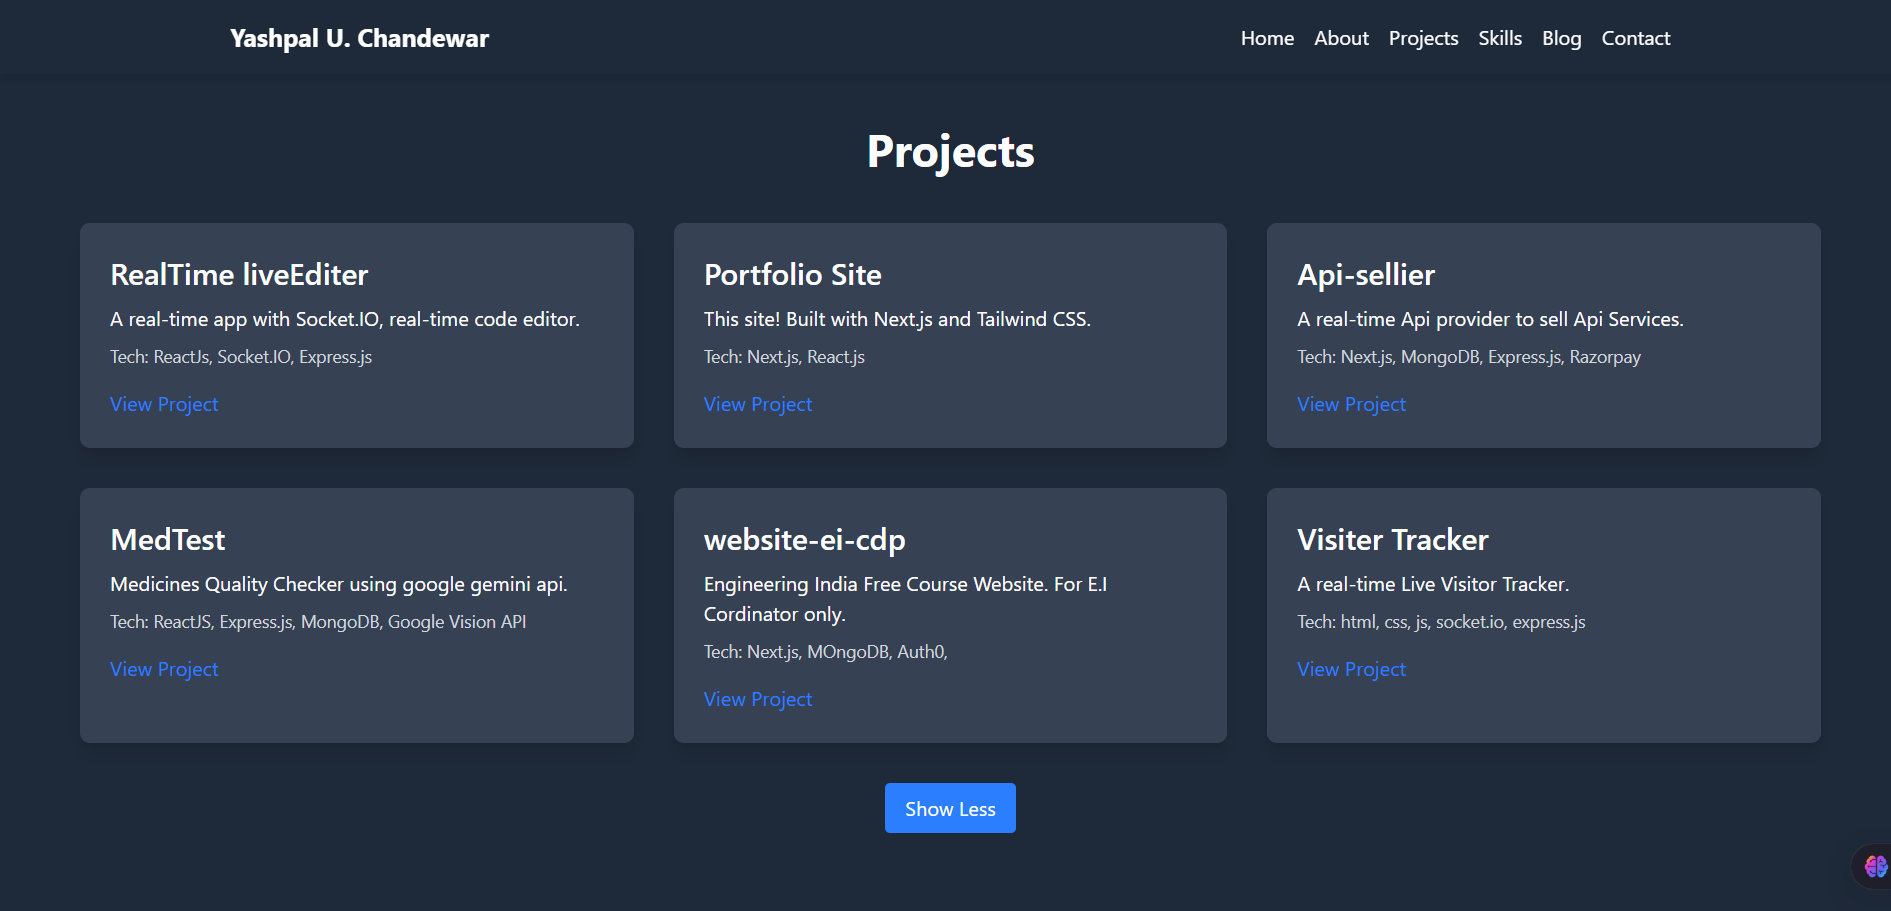 Yashpal U. Chandewar
Home About Projects Skills Blog Contact
Projects
RealTime liveEditer
A real-time app with Socket.IO, real-time code editor.
Tech: ReactJs, Socket.IO, Express.js
View Project
Portfolio Site
This site! Built with Next.js and Tailwind CSS.
Tech: Next.js, React.js
View Project
Api-sellier
A real-time Api provider to sell Api Services.
Tech: Next.js, MongoDB, Express.js, Razorpay
View Project
MedTest
Medicines Quality Checker using google gemini api.
Tech: ReactJS, Express.js, MongoDB, Google Vision API
View Project
website-ei-cdp
Engineering India Free Course Website. For E.I
Cordinator only.
Tech: Next.js, MOngoDB, Auth0,
View Project
Visiter Tracker
A real-time Live Visitor Tracker.
Tech: html, css, js, socket.io, express.js
View Project
Show Less